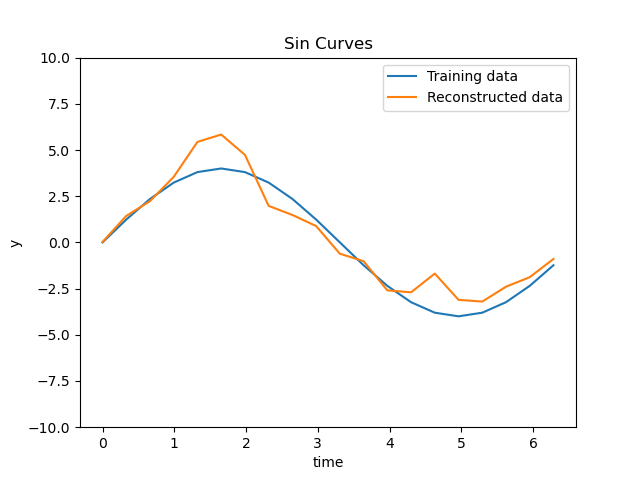 Sin Curves
Training data
Reconstructed data
10.0
7.5
5.0
2.5
0.0
−2.5
−5.0
−7.5
−10.0
y
0 1 2 3 4 5 6
time